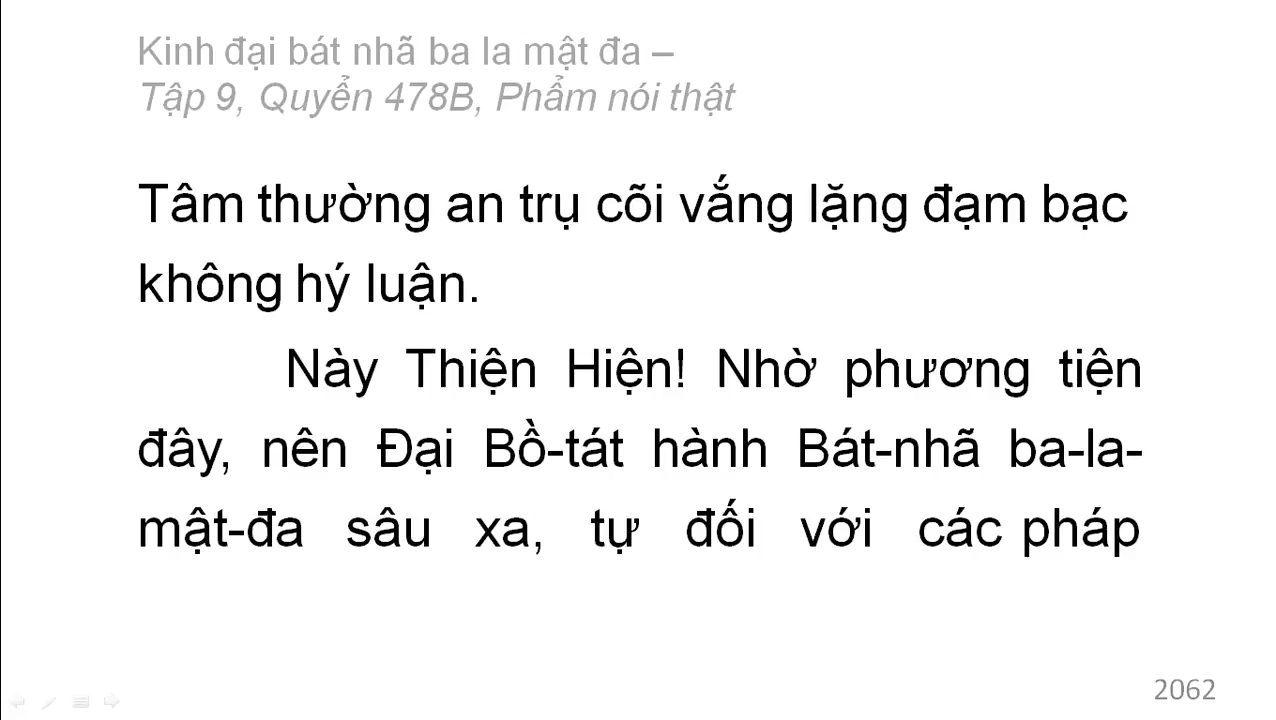 Kinh đại bát nhã ba la mật đa –
Tập 9, Quyển 478B, Phẩm nói thật
Tâm thường an trụ cõi vắng lặng đạm bạc
không hý luận.
Này Thiện Hiện! Nhờ phương tiện
đây, nên Đại Bồ-tát hành Bát-nhã ba-la-
mật-đa sâu xa, tự đối với các pháp
2062